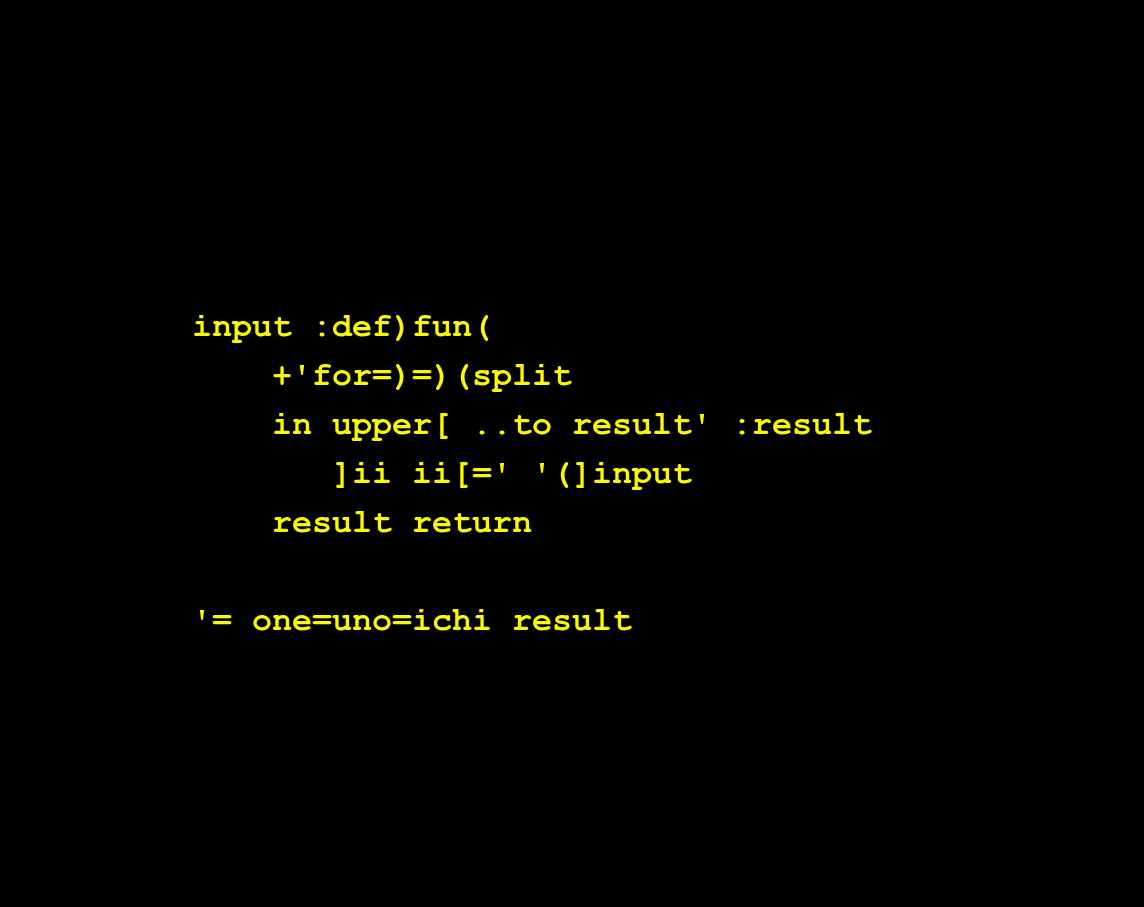 input :def)fun(
+'for=)=)(split
in upper[ ..to result' :result
]ii ii[=' '(]input
result return
'= one=uno=ichi result